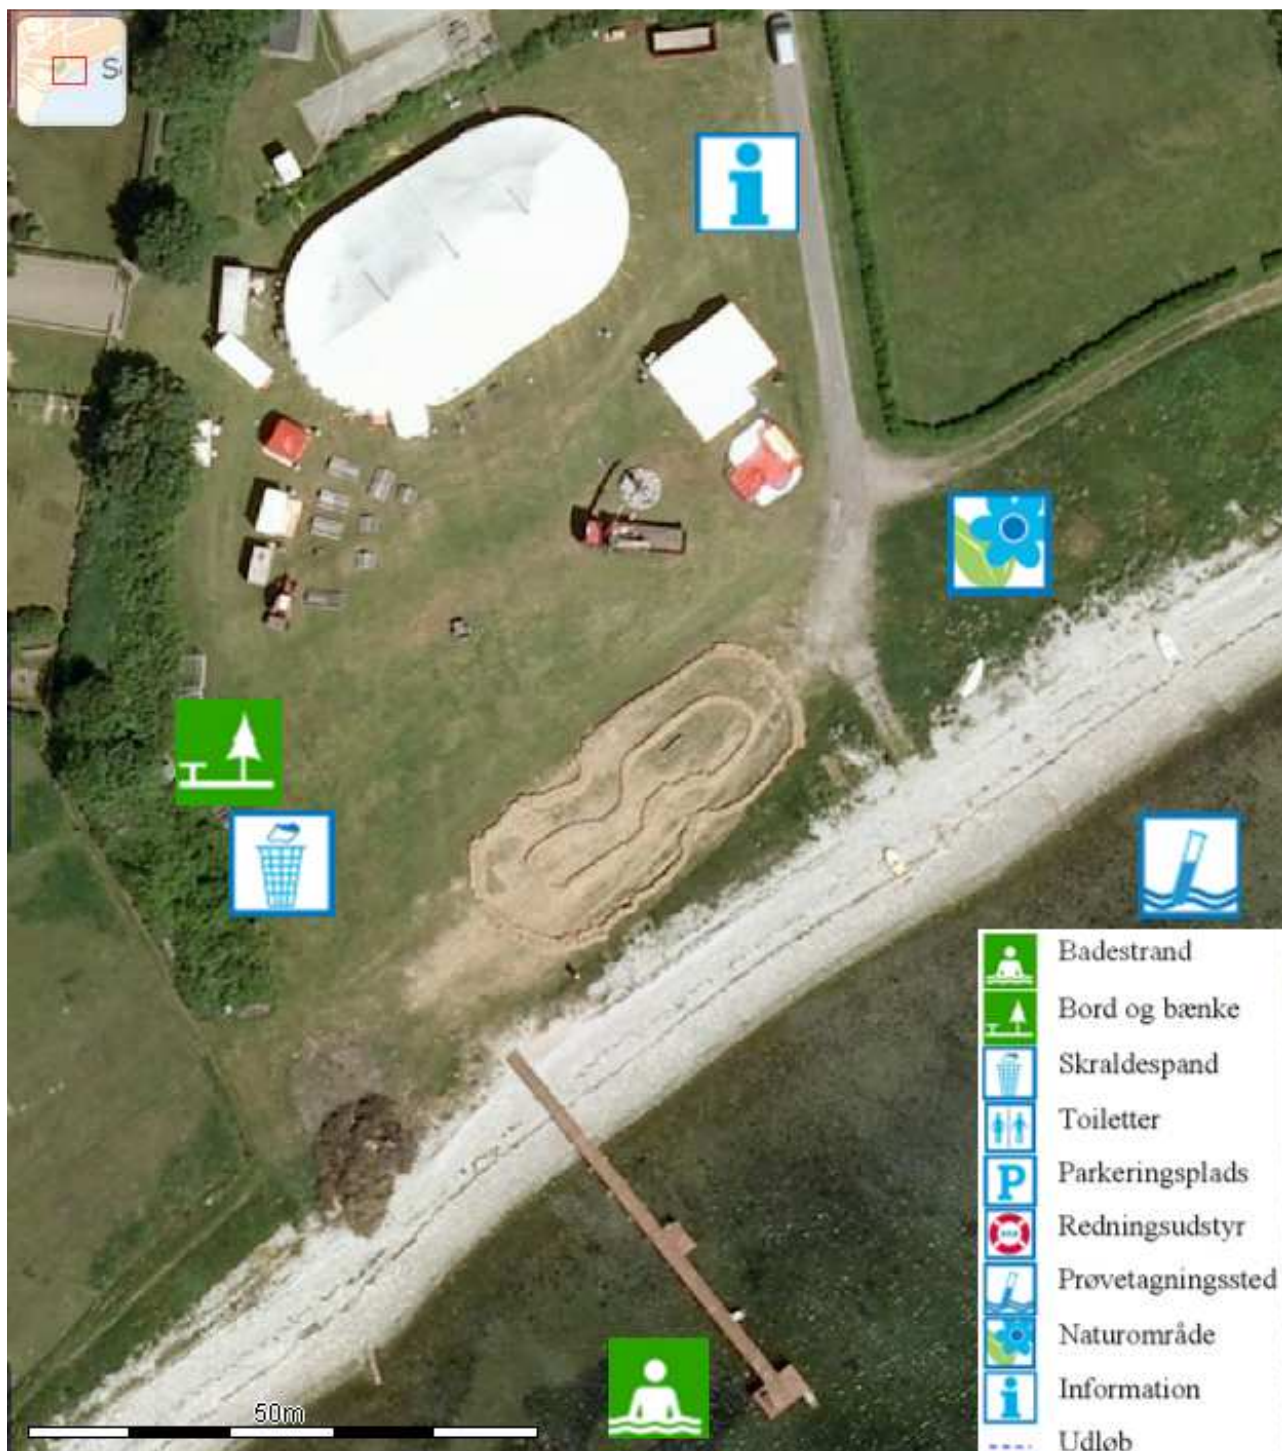 50m
Badestrand
Bord og bænke
Skraldespand
Toiletter
P Parkeringsplads
Redningsudstyr
Prøvetagningssted
Naturområde
Information
Udløb